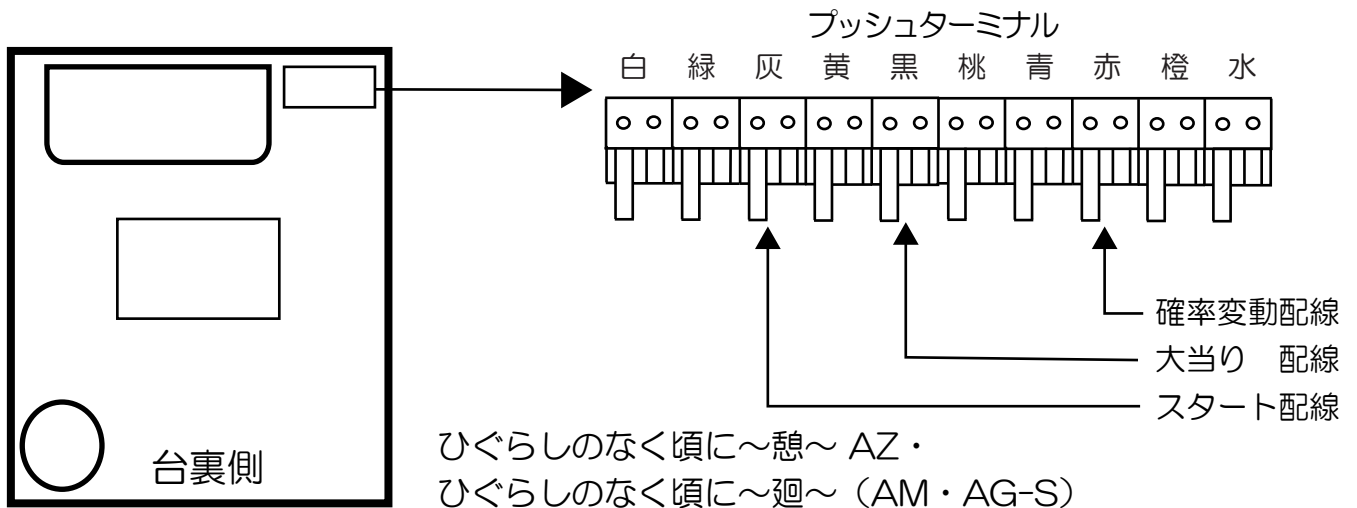 プッシュターミナル
白 緑 灰 黄 黒 桃 青 赤 橙 水
確率変動配線
大当り 配線
スタート配線
台裏側
ひぐらしのなく頃に～憩～ AZ・
ひぐらしのなく頃に～廻～（AM・AG-S）